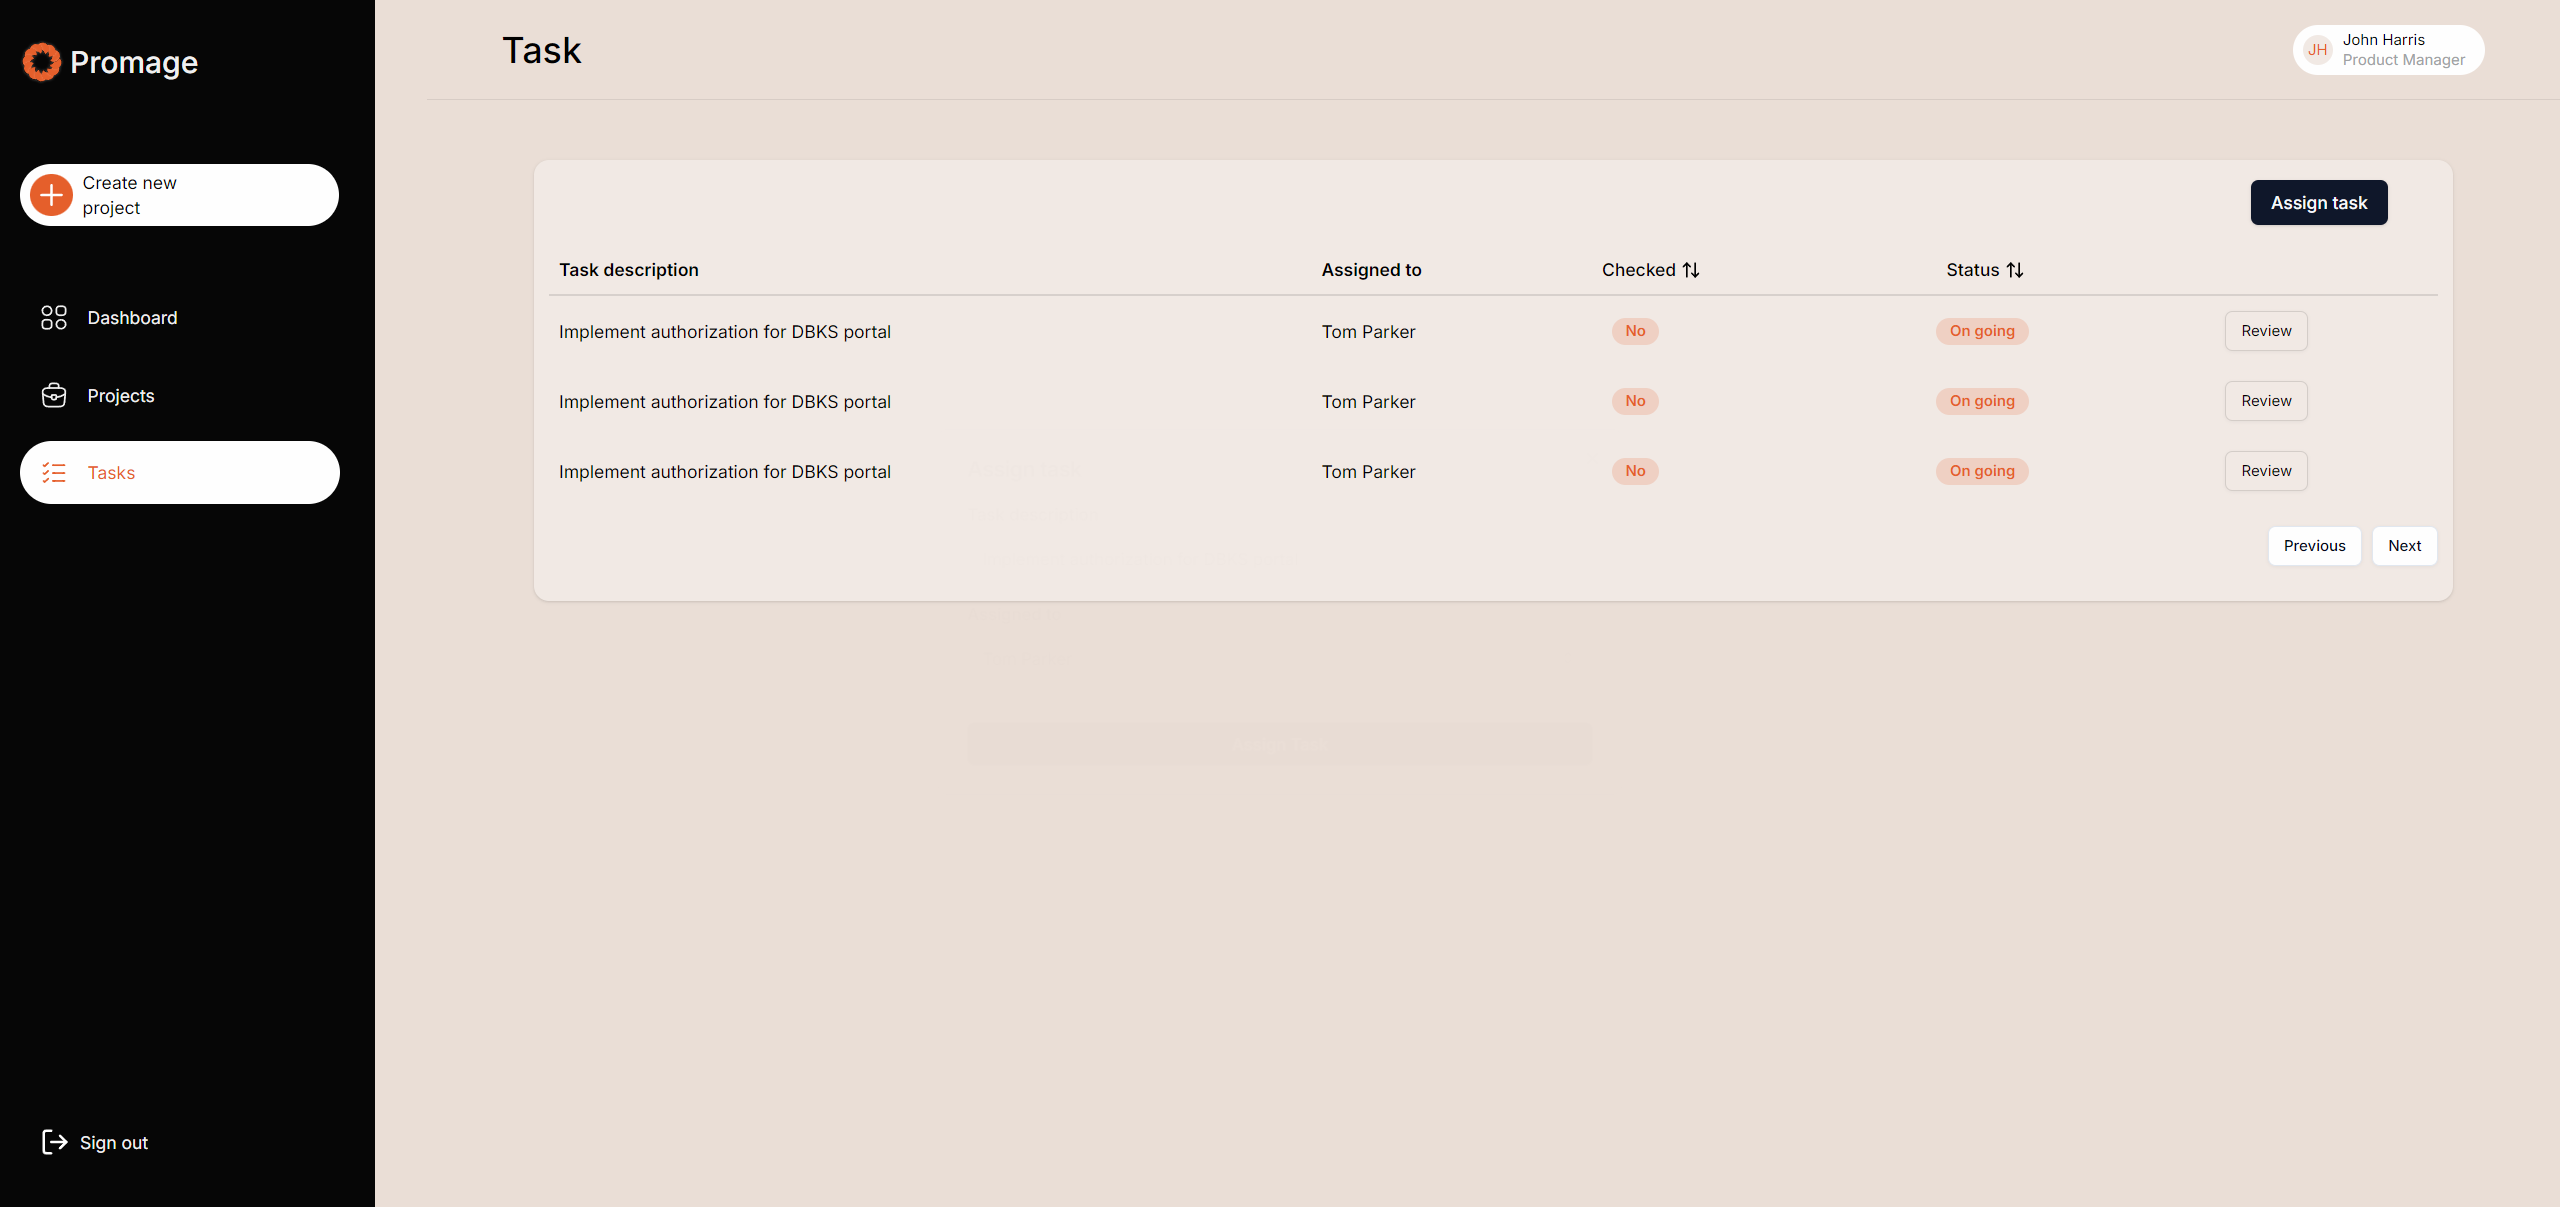 Promage
Create new
project
Dashboard
Projects
Tasks
Sign out
Task
JH
John Harris
Product Manager
Assign task
Task description Assigned to Checked Status
Implement authorization for DBKS portal Tom Parker No On going Review
Implement authorization for DBKS portal Tom Parker No On going Review
Implement authorization for DBKS portal Tom Parker No On going Review
Previous Next